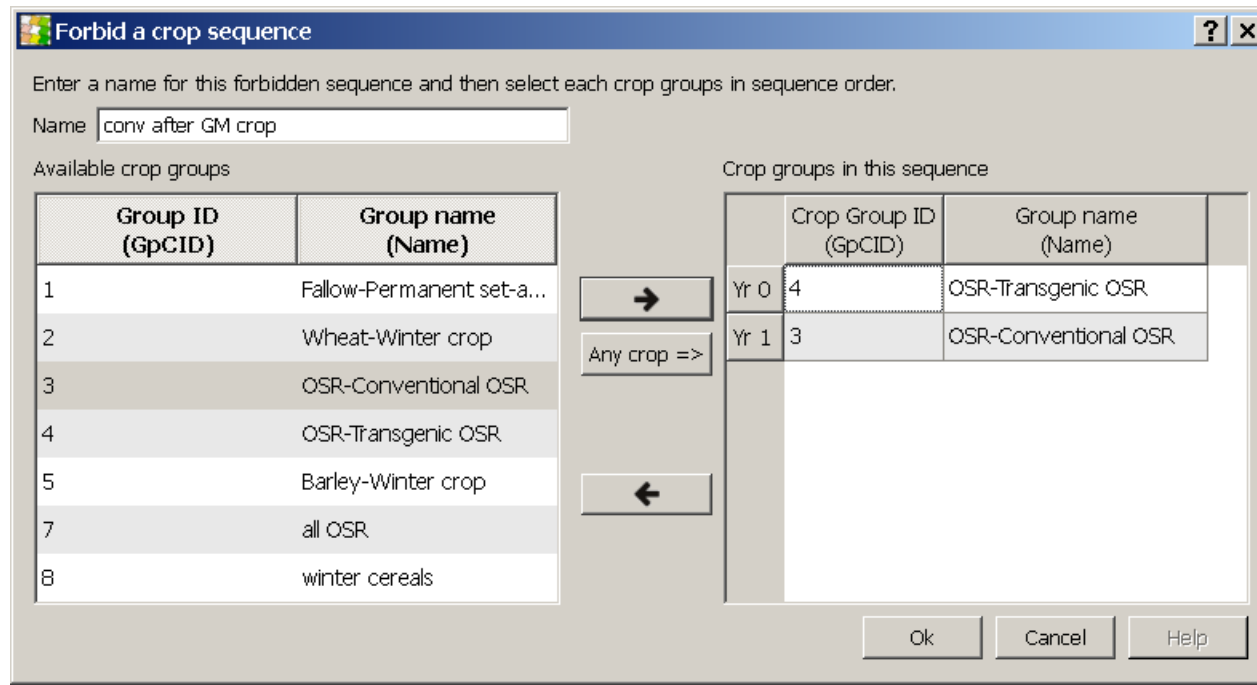 Forbid a crop sequence
Enter a name for this forbidden sequence and then select each crop groups in sequence order.
Name conv after GM crop
Available crop groups
Group ID (GpCID) Group name (Name)
1 Fallow-Permanent set-a...
2 Wheat-Winter crop
3 OSR-Conventional OSR
4 OSR-Transgenic OSR
5 Barley-Winter crop
7 all OSR
8 winter cereals
Any crop =>
Crop groups in this sequence
Crop Group ID (GpCID) Group name (Name)
Yr 0 4 OSR-Transgenic OSR
Yr 1 3 OSR-Conventional OSR
Ok Cancel Help